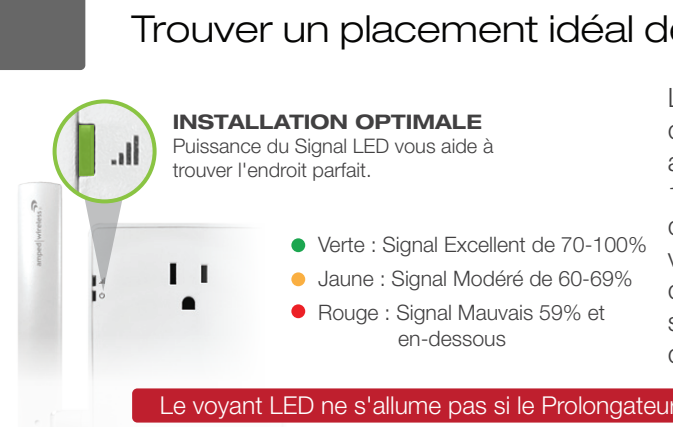 Trouver un placement idéal de
INSTALLATION OPTIMALE
Puissance du Signal LED vous aide à
trouver l'endroit parfait.
amped|wireless
Verte : Signal Excellent de 70-100%
Jaune : Signal Modéré de 60-69%
Rouge : Signal Mauvais 59% et
en-dessous
Le voyant LED ne s'allume pas si le Prolongateur